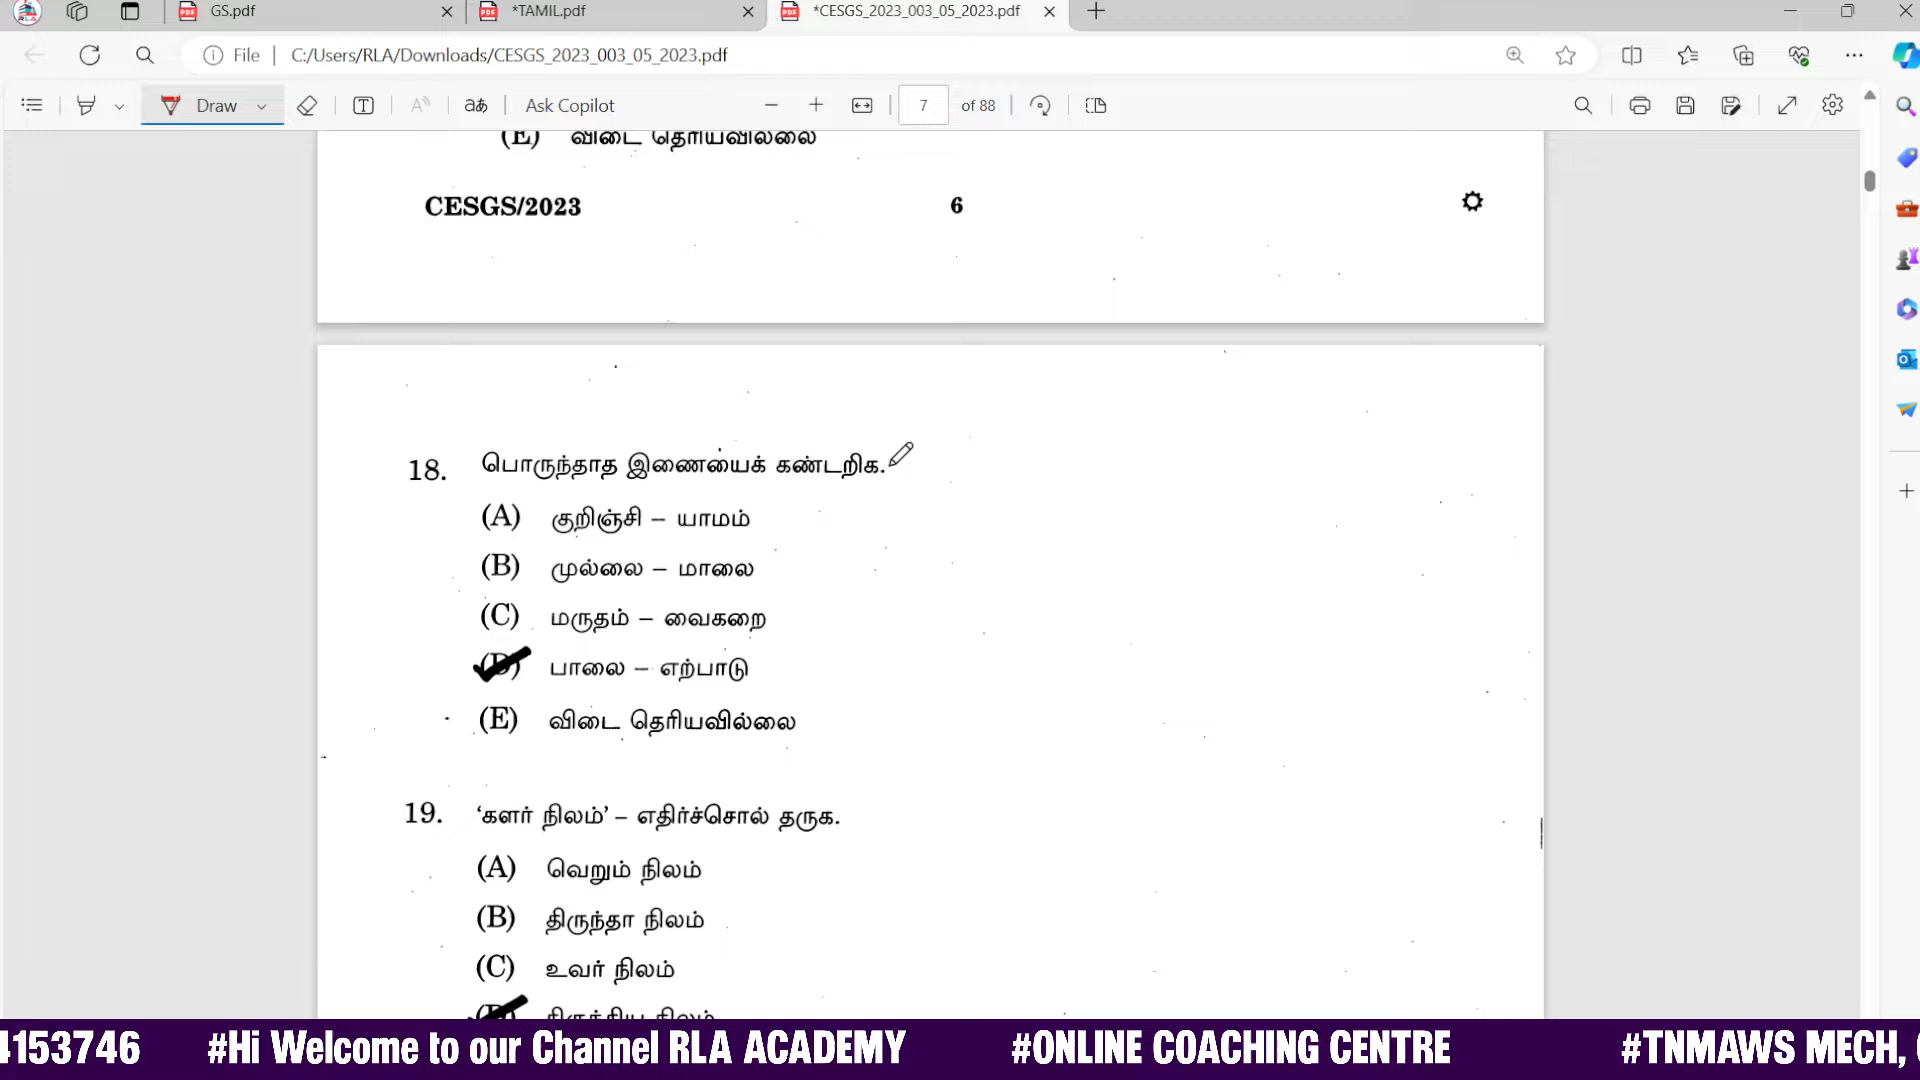 GS.pdf
*TAMIL.pdf
*CESGS_2023_003_05_2023.pdf
File
C:/Users/RLA/Downloads/CESGS_2023_003_05_2023.pdf
Draw
Ask Copilot
7 of 88
(E) விடை தெரியவில்லை
CESGS/2023 6
18. பொருந்தாத இணையைக் கண்டறிக.
(A) குறிஞ்சி – யாமம்
(B) முல்லை – மாலை
(C) மருதம் – வைகறை
(D) பாலை – எற்பாடு
(E) விடை தெரியவில்லை
19. ‘களர் நிலம்’ – எதிர்ச்சொல் தருக.
(A) வெறும் நிலம்
(B) திருந்தா நிலம்
(C) உவர் நிலம்
4153746 #Hi Welcome to our Channel RLA ACADEMY #ONLINE COACHING CENTRE #TNMAWS MECH,